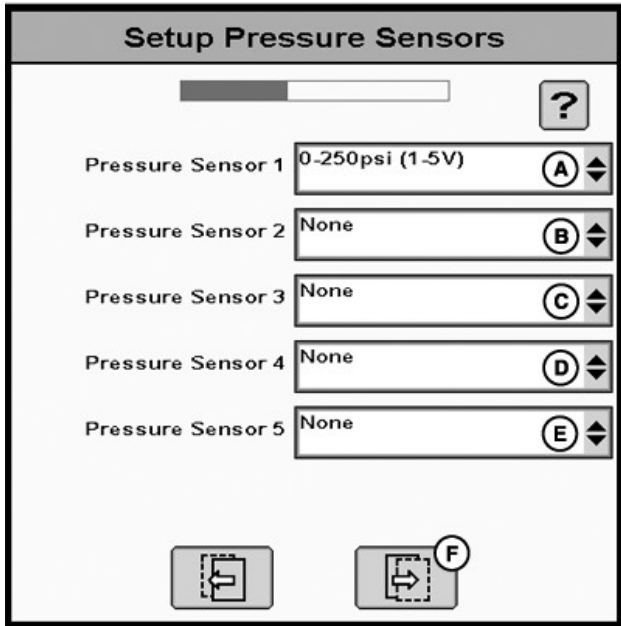 Setup Pressure Sensors
?
Pressure Sensor 1 0-250psi (1-5V) A
Pressure Sensor 2 None B
Pressure Sensor 3 None C
Pressure Sensor 4 None D
Pressure Sensor 5 None E
F